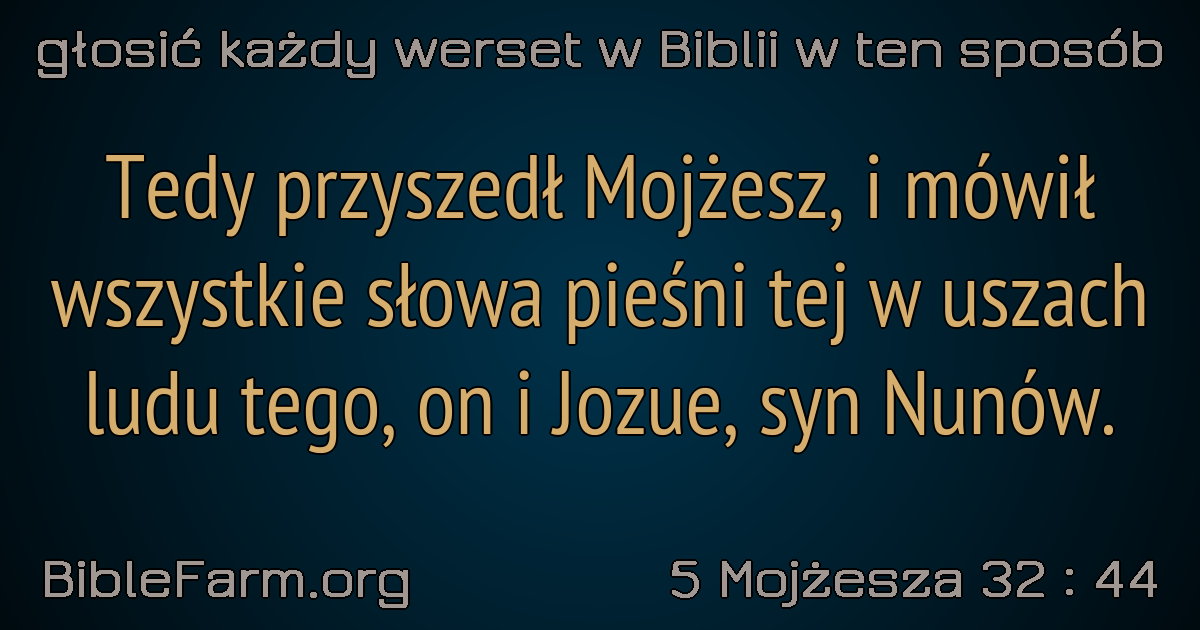 głosić każdy werset w Biblii w ten sposób
Tedy przyszedł Mojżesz, i mówił
wszystkie słowa pieśni tej w uszach
ludu tego, on i Jozue, syn Nunów.
BibleFarm.org
5 Mojżesza 32 : 44